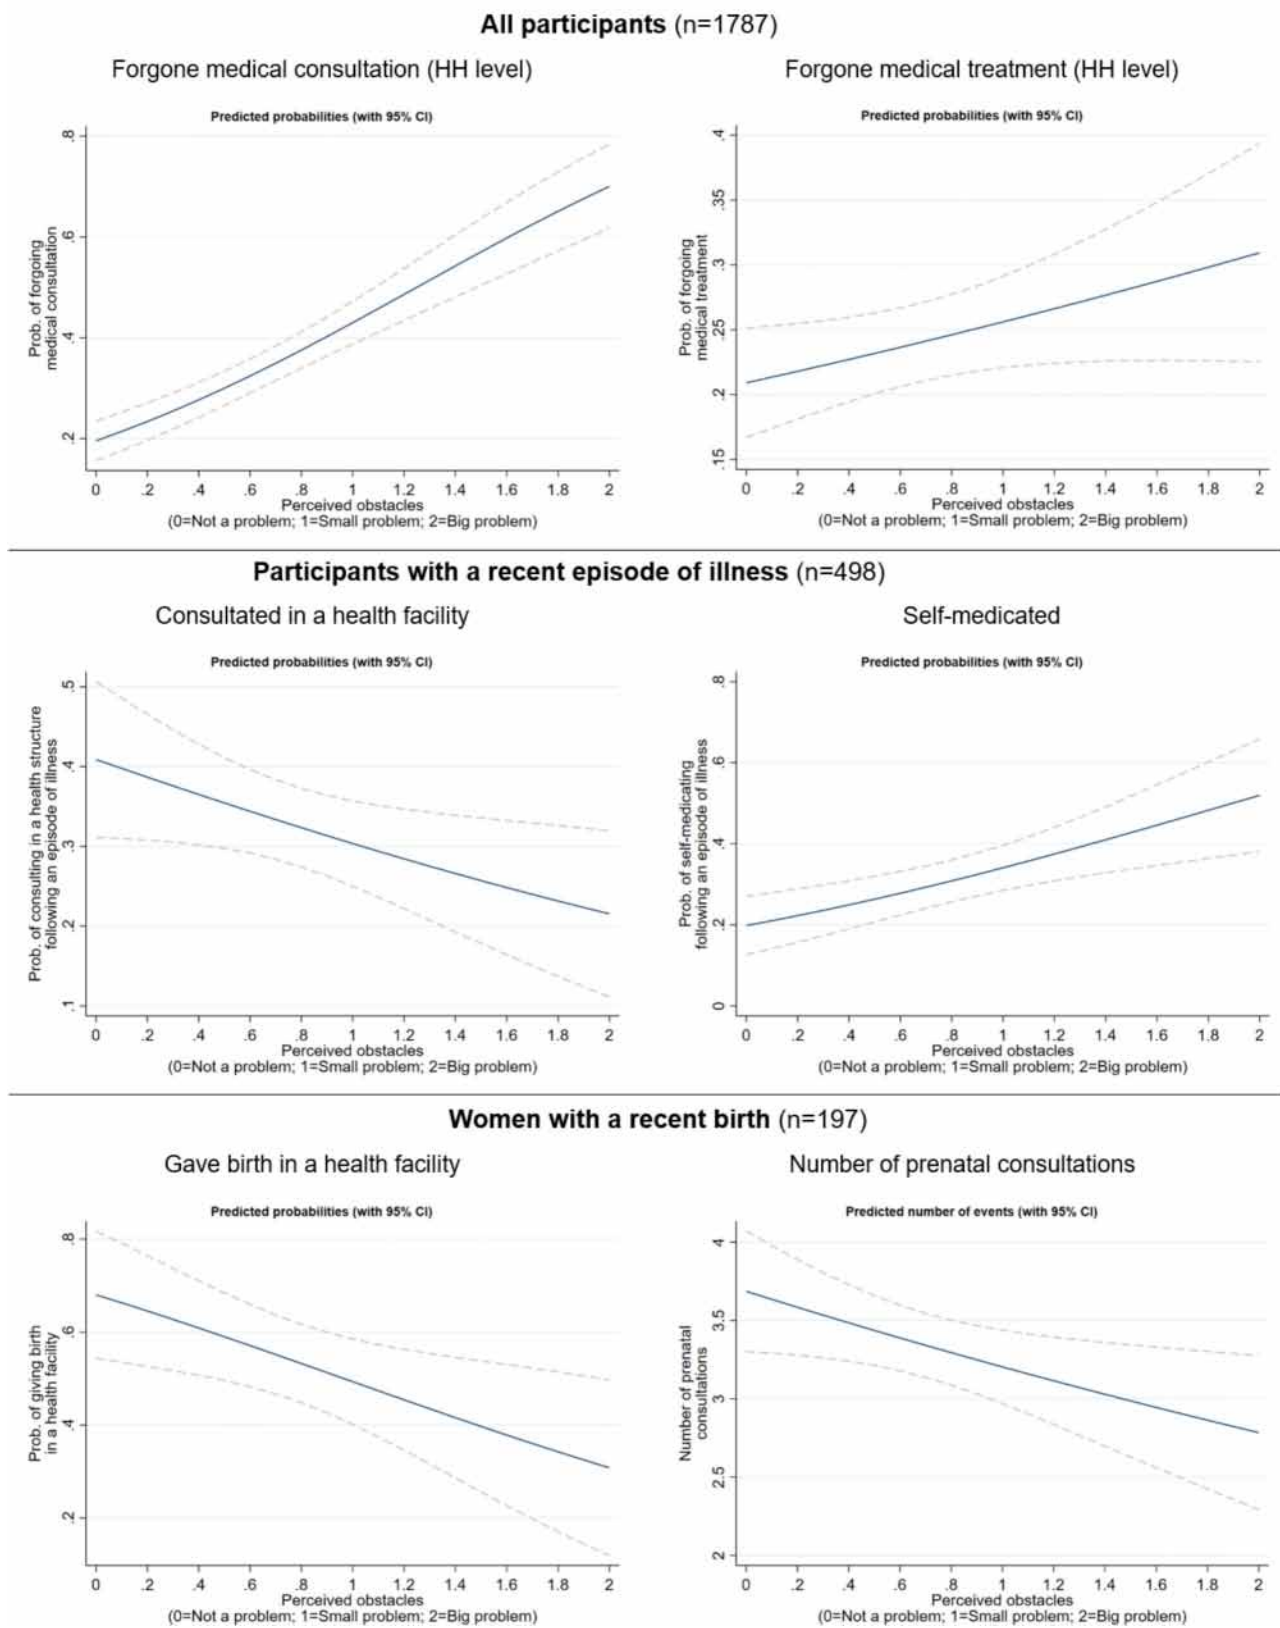 All participants (n=1787)
Forgone medical consultation (HH level)
Predicted probabilities (with 95% CI)
Prob. of forgoing
medical consultation
.8
.6
.4
.2
0 .2 .4 .6 .8 1 1.2 1.4 1.6 1.8 2
Perceived obstacles
(0=Not a problem; 1=Small problem; 2=Big problem)
Forgone medical treatment (HH level)
Predicted probabilities (with 95% CI)
Prob. of forgoing
medical treatment
.4
.35
.3
.25
.2
.15
0 .2 .4 .6 .8 1 1.2 1.4 1.6 1.8 2
Perceived obstacles
(0=Not a problem; 1=Small problem; 2=Big problem)
Participants with a recent episode of illness (n=498)
Consultated in a health facility
Predicted probabilities (with 95% CI)
Prob. of consulting in a health structure
following an episode of illness
.5
.4
.3
.2
.1
0 .2 .4 .6 .8 1 1.2 1.4 1.6 1.8 2
Perceived obstacles
(0=Not a problem; 1=Small problem; 2=Big problem)
Self-medicated
Predicted probabilities (with 95% CI)
Prob. of self-medicating
following an episode of illness
.8
.6
.4
.2
0
0 .2 .4 .6 .8 1 1.2 1.4 1.6 1.8 2
Perceived obstacles
(0=Not a problem; 1=Small problem; 2=Big problem)
Women with a recent birth (n=197)
Gave birth in a health facility
Predicted probabilities (with 95% CI)
Prob. of giving birth
in a health facility
.8
.6
.4
.2
0 .2 .4 .6 .8 1 1.2 1.4 1.6 1.8 2
Perceived obstacles
(0=Not a problem; 1=Small problem; 2=Big problem)
Number of prenatal consultations
Predicted number of events (with 95% CI)
Number of prenatal
consultations
4
3.5
3
2.5
2
0 .2 .4 .6 .8 1 1.2 1.4 1.6 1.8 2
Perceived obstacles
(0=Not a problem; 1=Small problem; 2=Big problem)